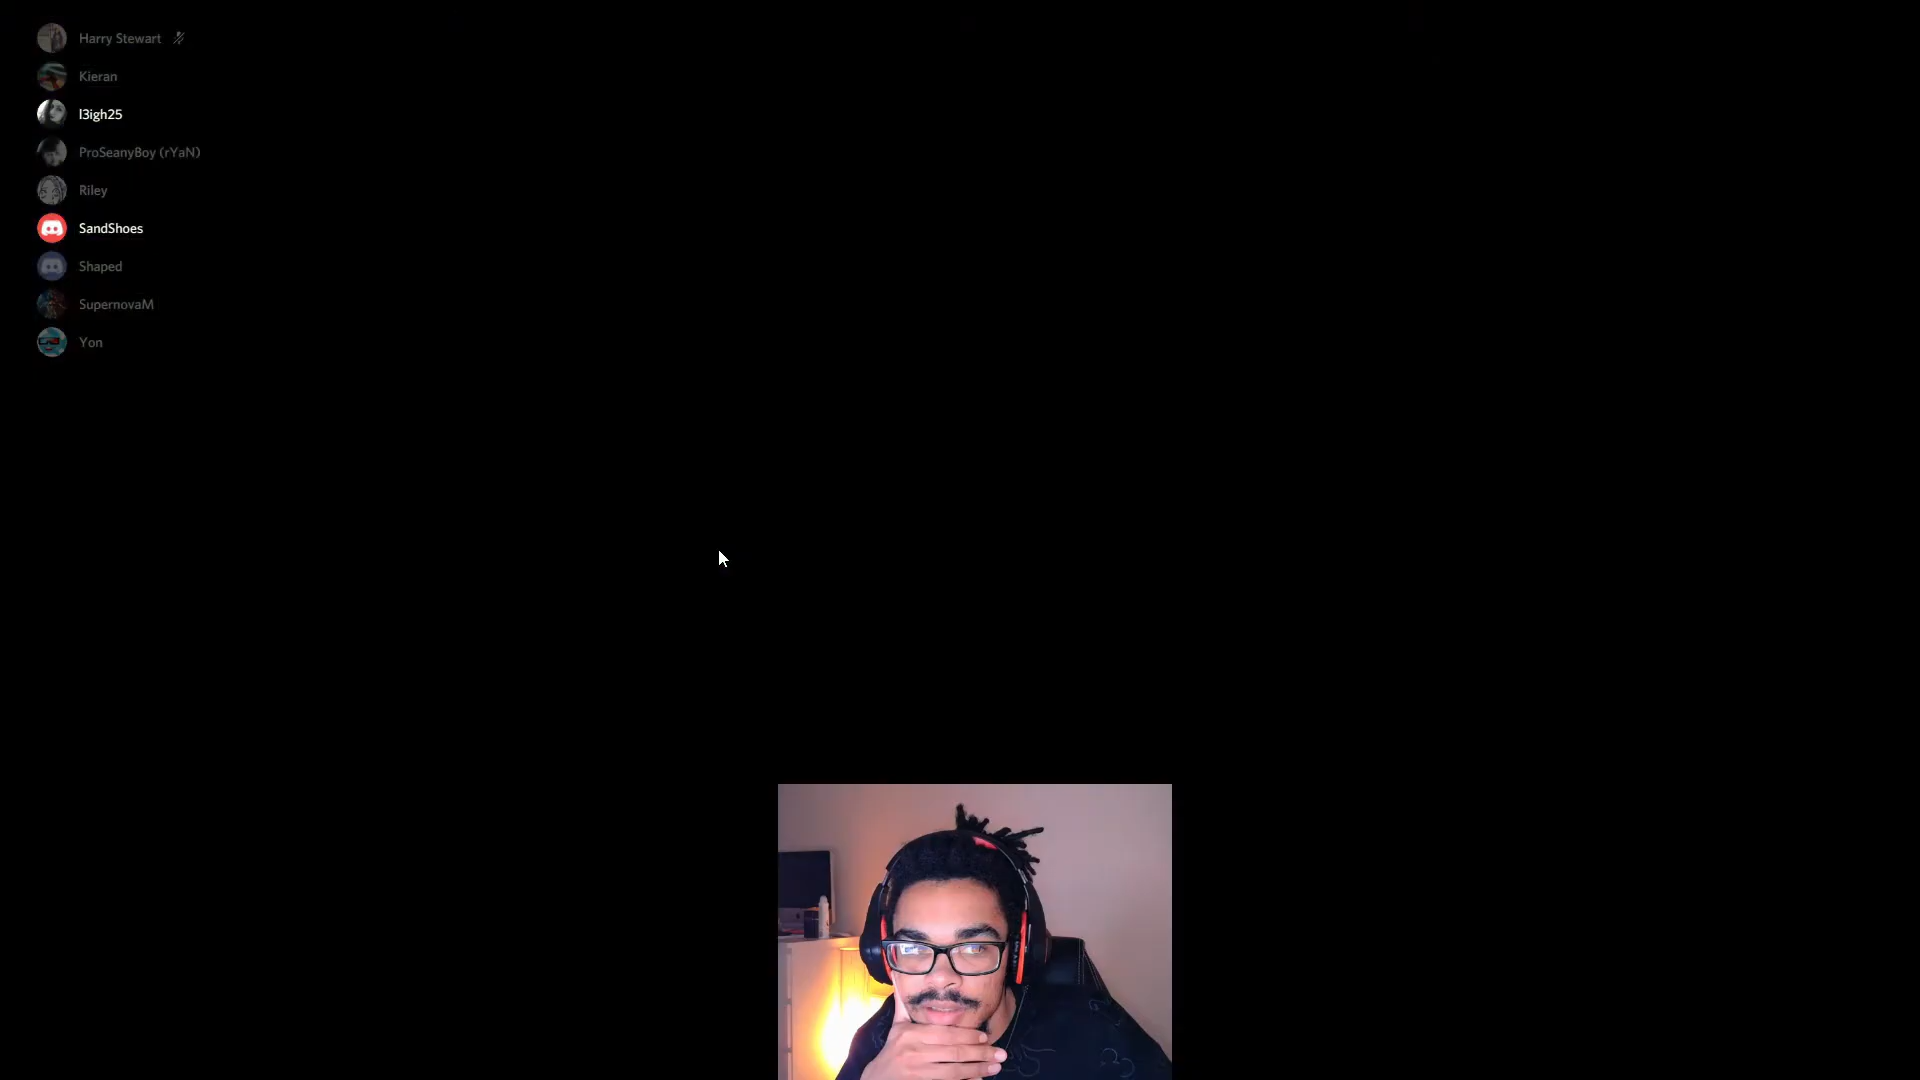 Harry Stewart
Kieran
l3igh25
ProSeanyBoy (rYaN)
Riley
SandShoes
Shaped
SupernovaM
Yon